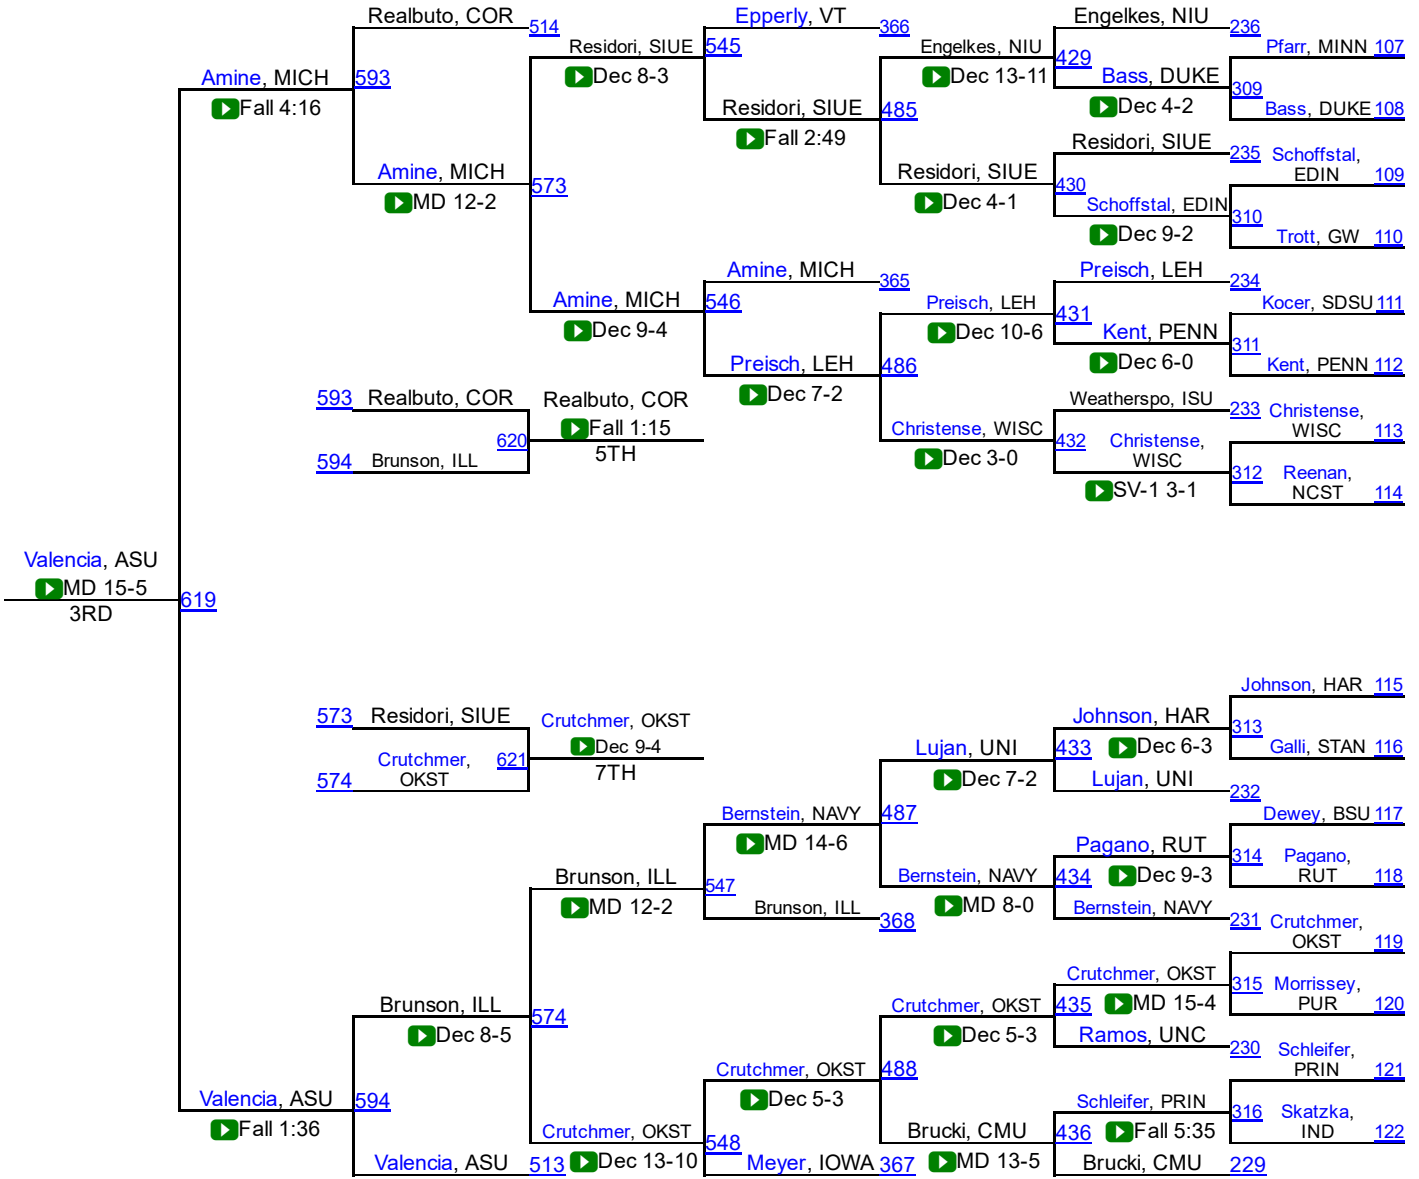 Realbuto, COR
514
Epperly, VT
366
Engelkes, NIU
236
Residori, SIUE
545
Engelkes, NIU
Pfarr, MINN 107
429
Amine, MICH
593
Dec 8-3
Dec 13-11
Bass, DUKE
309
Fall 4:16
Residori, SIUE
485
Dec 4-2
Bass, DUKE 108
Fall 2:49
Residori, SIUE
235
Schoffstal,
EDIN
109
Amine, MICH
573
Residori, SIUE
430
MD 12-2
Dec 4-1
Schoffstal, EDIN
310
Dec 9-2
Trott, GW 110
Amine, MICH
365
Preisch, LEH
234
Amine, MICH
546
Preisch, LEH
431
Kocer, SDSU 111
Dec 9-4
Dec 10-6
Kent, PENN
311
Preisch, LEH
486
Dec 6-0
Kent, PENN 112
Dec 7-2
593
Realbuto, COR
Realbuto, COR
Weatherspo, ISU
233
Christense,
WISC
113
Fall 1:15
Christense, WISC
432
Christense,
WISC
620
5TH
Dec 3-0
594
Brunson, ILL
312
Reenan,
NCST
114
SV-1 3-1
Valencia, ASU
MD 15-5
619
3RD
Johnson, HAR 115
573
Residori, SIUE
Crutchmer, OKST
Johnson, HAR
313
Dec 9-4
Lujan, UNI
433
Dec 6-3
Galli, STAN 116
Crutchmer,
OKST
621
7TH
Dec 7-2
Lujan, UNI
574
232
Bernstein, NAVY
487
Dewey, BSU 117
MD 14-6
Pagano, RUT
314
Pagano,
RUT
118
Brunson, ILL
547
Bernstein, NAVY
434
Dec 9-3
MD 12-2
Brunson, ILL
368
MD 8-0
Bernstein, NAVY
231
Crutchmer,
OKST
119
Crutchmer, OKST
315
Morrissey,
PUR
120
Brunson, ILL
574
Crutchmer, OKST
435
MD 15-4
Dec 8-5
Dec 5-3
Ramos, UNC
230
Schleifer,
PRIN
121
Crutchmer, OKST
488
Valencia, ASU
594
Dec 5-3
Schleifer, PRIN
316
Skatzka,
IND
122
Fall 1:36
Crutchmer, OKST
548
Brucki, CMU
436
Fall 5:35
Valencia, ASU
513
Dec 13-10
Meyer, IOWA 367
MD 13-5
Brucki, CMU
229